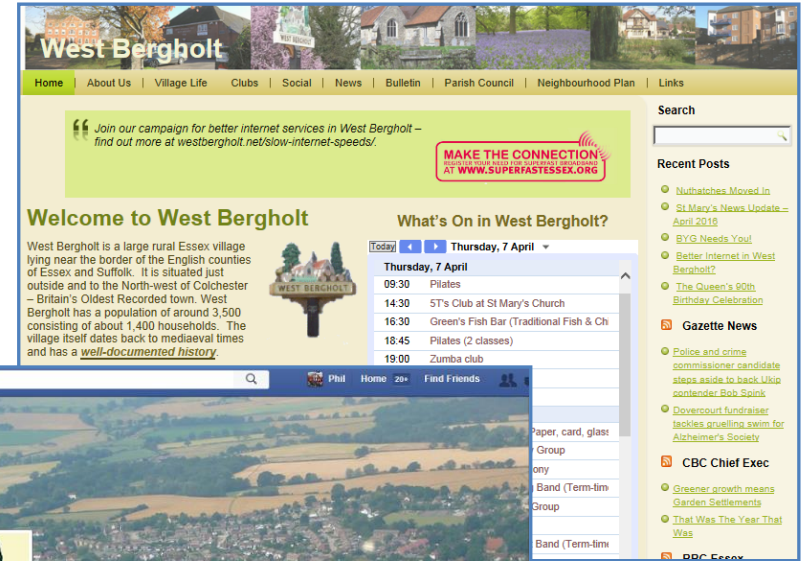 West Bergholt
WEST BERGHOLT
Home | About Us | Village Life Clubs | Social | News | Bulletin | Parish Council | Neighbourhood Plan | Links
Join our campaign for better internet services in West Bergholt –
find out more at westbergholt.net/slow-internet-speeds/.
MAKE THE CONNECTION
REGISTER YOUR NEED FOR SUPERFAST BROADBAND
AT WWW.SUPERFASTESSEX.ORG
Welcome to West Bergholt
West Bergholt is a large rural Essex village
lying near the border of the English counties
of Essex and Suffolk. It is situated just
outside and to the North-west of Colchester
– Britain's Oldest Recorded town. West
Bergholt has a population of around 3,500
consisting of about 1,400 households. The
village itself dates back to mediaeval times
and has a well-documented history.
WEST BERGHOLT
What's On in West Bergholt?
Today Thursday, 7 April
Thursday, 7 April
09:30 Pilates
14:30 5T's Club at St Mary's Church
16:30 Green's Fish Bar (Traditional Fish & Chi
18:45 Pilates (2 classes)
19:00 Zumba club
Paper, card, glass
Group
ony
Band (Term-tim
Group
Band (Term-time
Search
Recent Posts
Nuthatches Moved In
St Mary's News Update –
April 2016
BYG Needs You!
Better Internet in West
Bergholt?
The Queen's 90th
Birthday Celebration
Gazette News
Police and crime
commissioner candidate
steps aside to back Ukip
contender Bob Spink
Dovercourt fundraiser
tackles gruelling swim for
Alzheimer's Society
CBC Chief Exec
Greener growth means
Garden Settlements
That Was The Year That
Was
BBC Essex
Phil Home 20+ Find Friends